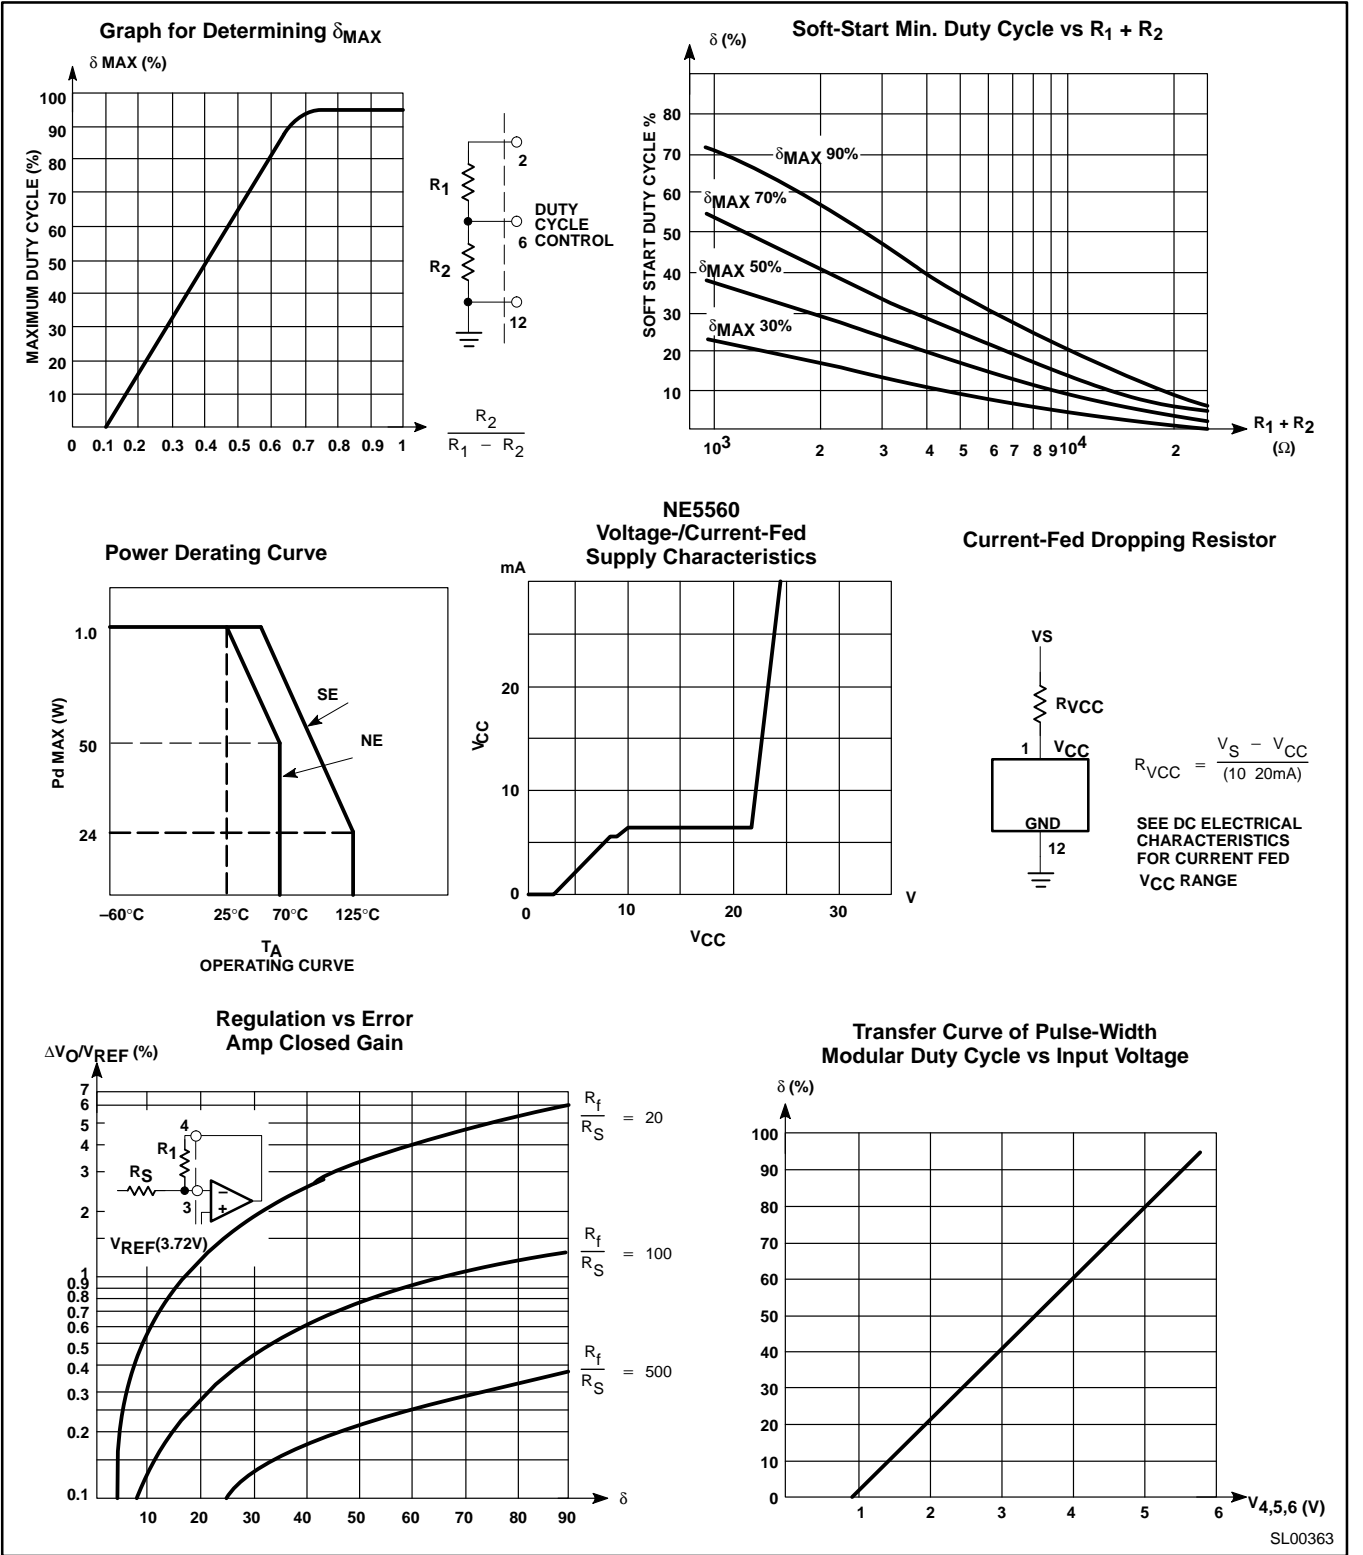 Graph for Determining δMAX
δ MAX (%)
MAXIMUM DUTY CYCLE (%)
100
90
80
70
60
50
40
30
20
10
0 0.1 0.2 0.3 0.4 0.5 0.6 0.7 0.8 0.9 1
R2
R1 – R2
R1
R2
2
6
12
DUTY
CYCLE
CONTROL
Soft-Start Min. Duty Cycle vs R1 + R2
δ (%)
SOFT START DUTY CYCLE %
80
70
60
50
40
30
20
10
δMAX 90%
δMAX 70%
δMAX 50%
δMAX 30%
10³ 2 3 4 5 6 7 8 9 10⁴ 2
R1 + R2
(Ω)
Power Derating Curve
Pd MAX (W)
1.0
50
24
SE
NE
–60°C 25°C 70°C 125°C
TA
OPERATING CURVE
NE5560
Voltage-/Current-Fed
Supply Characteristics
mA
VCC
20
10
0
0 10 20 30
V
VCC
Current-Fed Dropping Resistor
VS
RVCC
1 VCC
GND
12
RVCC = VS – VCC
(10 20mA)
SEE DC ELECTRICAL
CHARACTERISTICS
FOR CURRENT FED
VCC RANGE
Regulation vs Error
Amp Closed Gain
ΔVO/VREF (%)
7
6
5
4
3
2
1
0.9
0.8
0.7
0.6
0.5
0.4
0.3
0.2
0.1
4
R1
RS
3
–
+
VREF(3.72V)
Rf
RS = 20
Rf
RS = 100
Rf
RS = 500
10 20 30 40 50 60 70 80 90
δ
Transfer Curve of Pulse-Width
Modular Duty Cycle vs Input Voltage
δ (%)
100
90
80
70
60
50
40
30
20
10
0
1 2 3 4 5 6
V4,5,6 (V)
SL00363